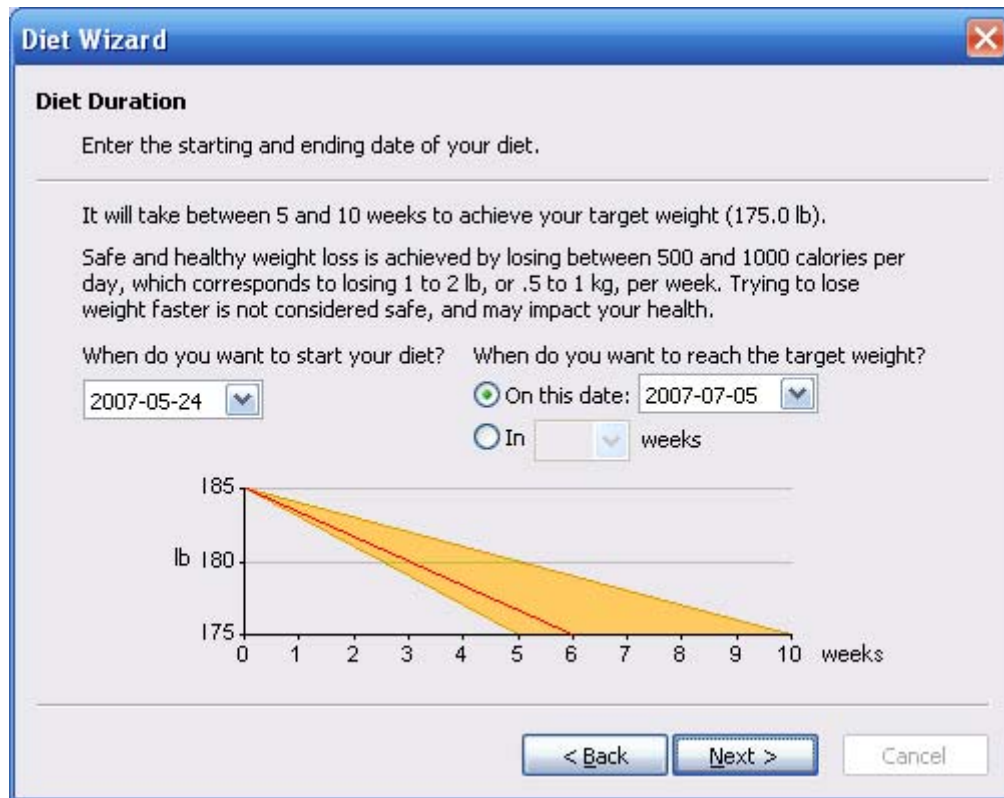 Diet Wizard
Diet Duration
Enter the starting and ending date of your diet.
It will take between 5 and 10 weeks to achieve your target weight (175.0 lb).
Safe and healthy weight loss is achieved by losing between 500 and 1000 calories per
day, which corresponds to losing 1 to 2 lb, or .5 to 1 kg, per week. Trying to lose
weight faster is not considered safe, and may impact your health.
When do you want to start your diet? When do you want to reach the target weight?
2007-05-24 On this date: 2007-07-05
In weeks
185
lb 180
175
0 1 2 3 4 5 6 7 8 9 10 weeks
< Back Next > Cancel